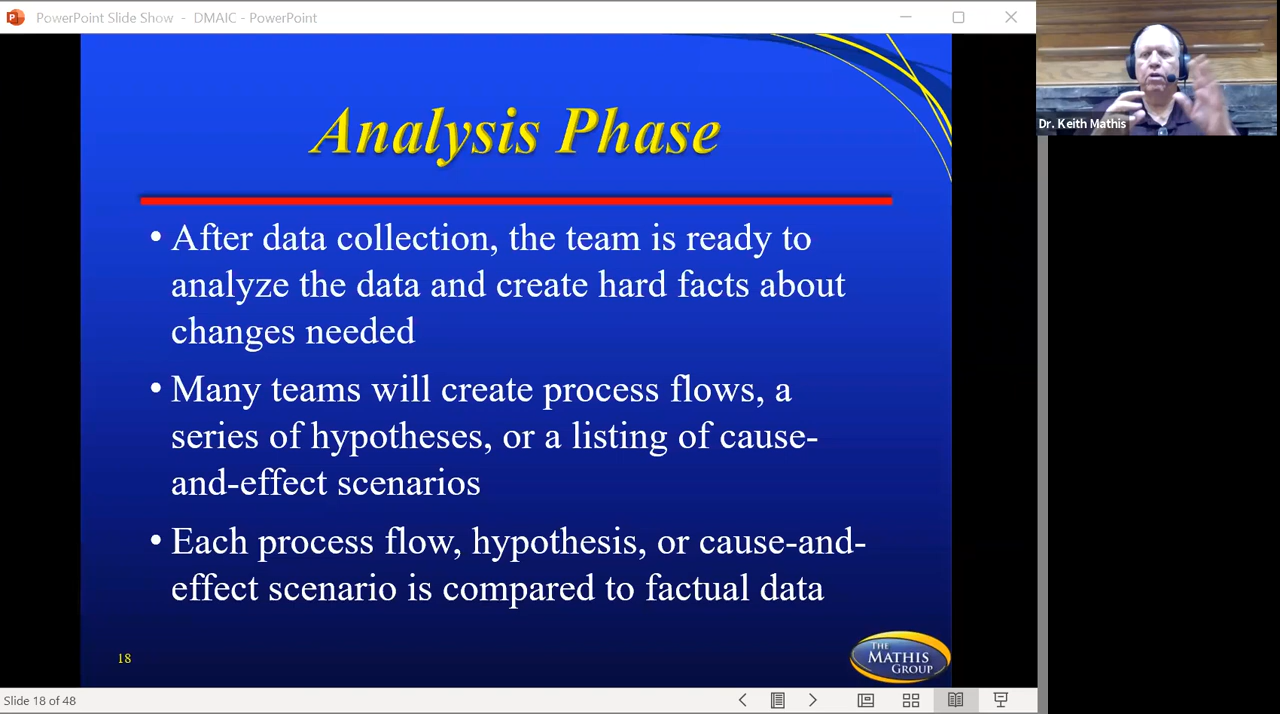 PowerPoint Slide Show - DMAIC - PowerPoint
Dr. Keith Mathis
Analysis Phase
• After data collection, the team is ready to
analyze the data and create hard facts about
changes needed
• Many teams will create process flows, a
series of hypotheses, or a listing of cause-
and-effect scenarios
• Each process flow, hypothesis, or cause-and-
effect scenario is compared to factual data
18
THE
MATHIS
GROUP
Slide 18 of 48